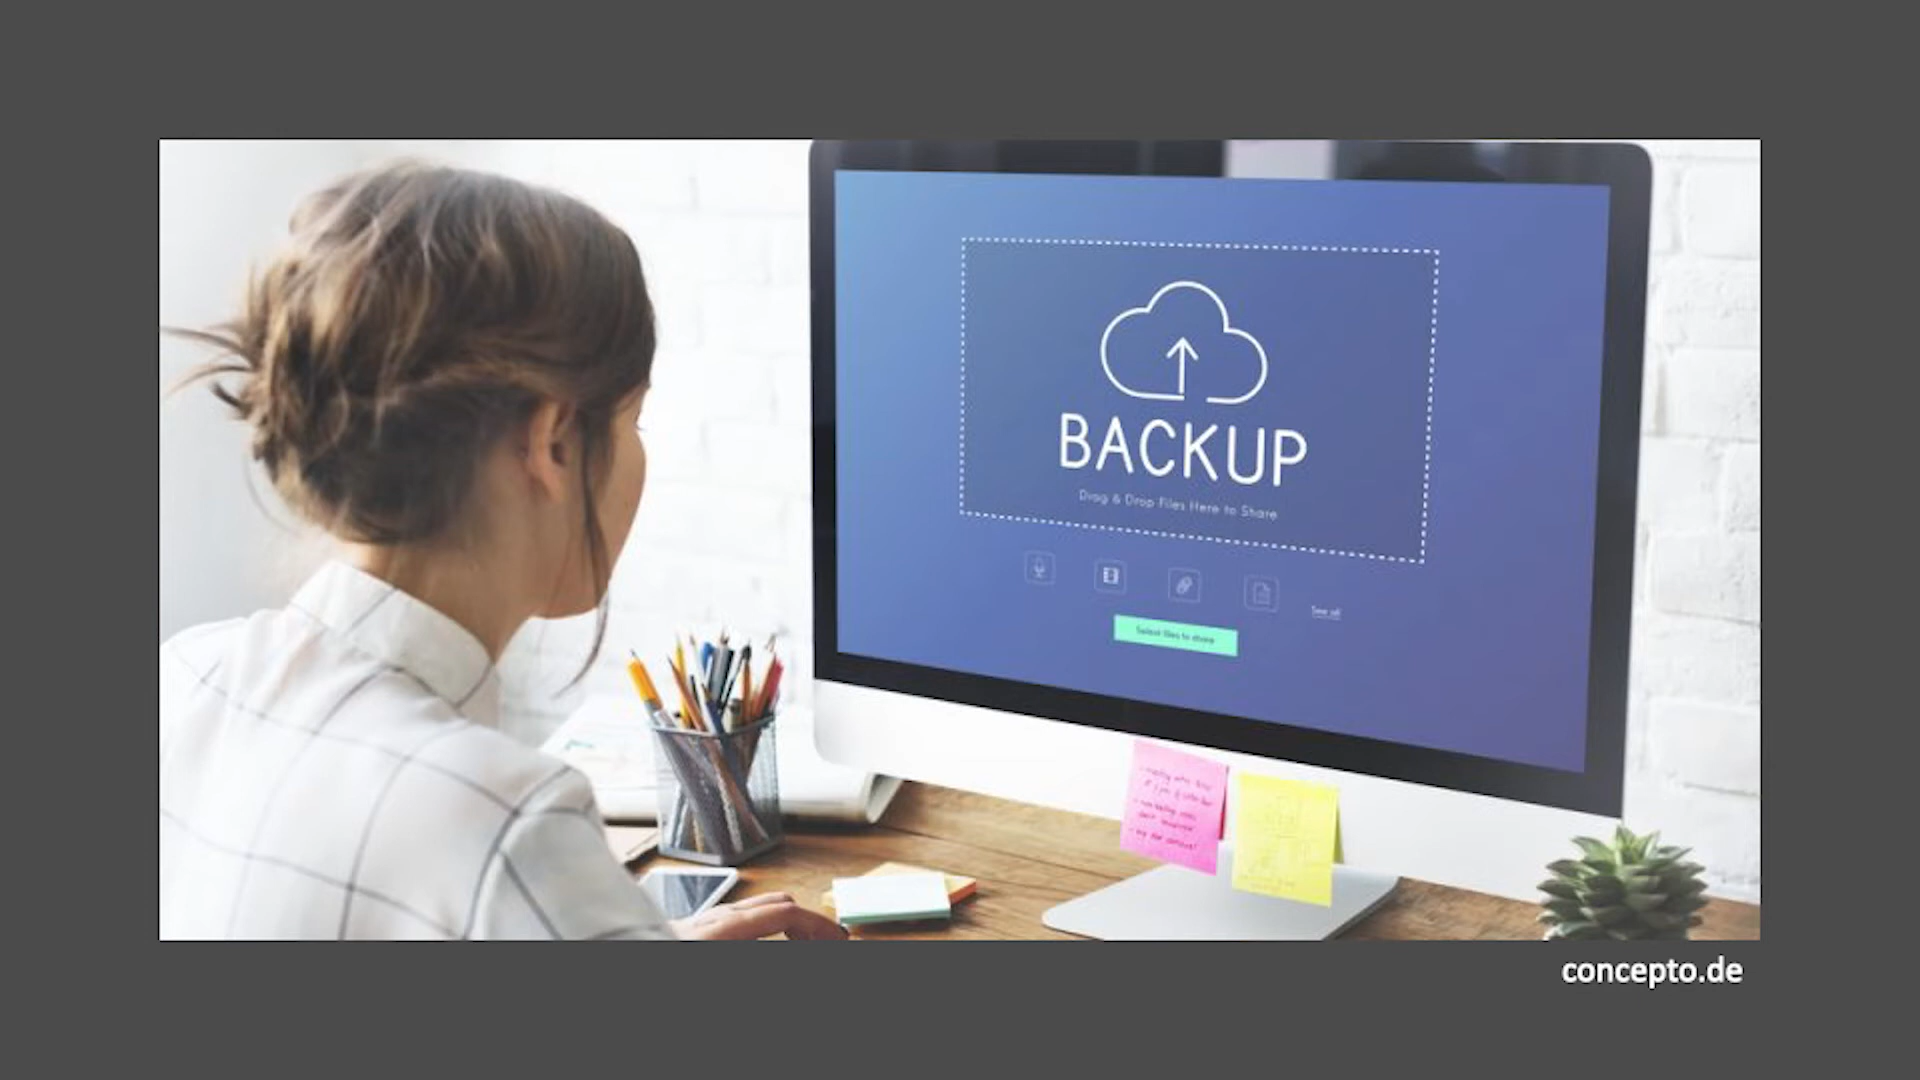 BACKUP
Drag & Drop Files Here to Share
See all
Select files to share
concepto.de